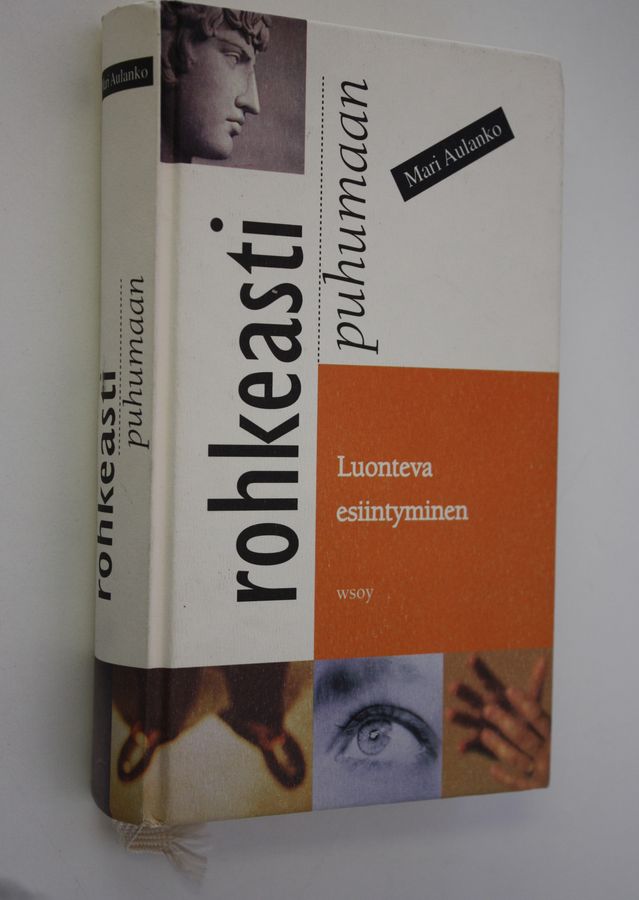 Mari Aulanko
rohkeasti
puhumaan
Mari Aulanko
rohkeasti
puhumaan
Luonteva
esiintyminen
wsoy